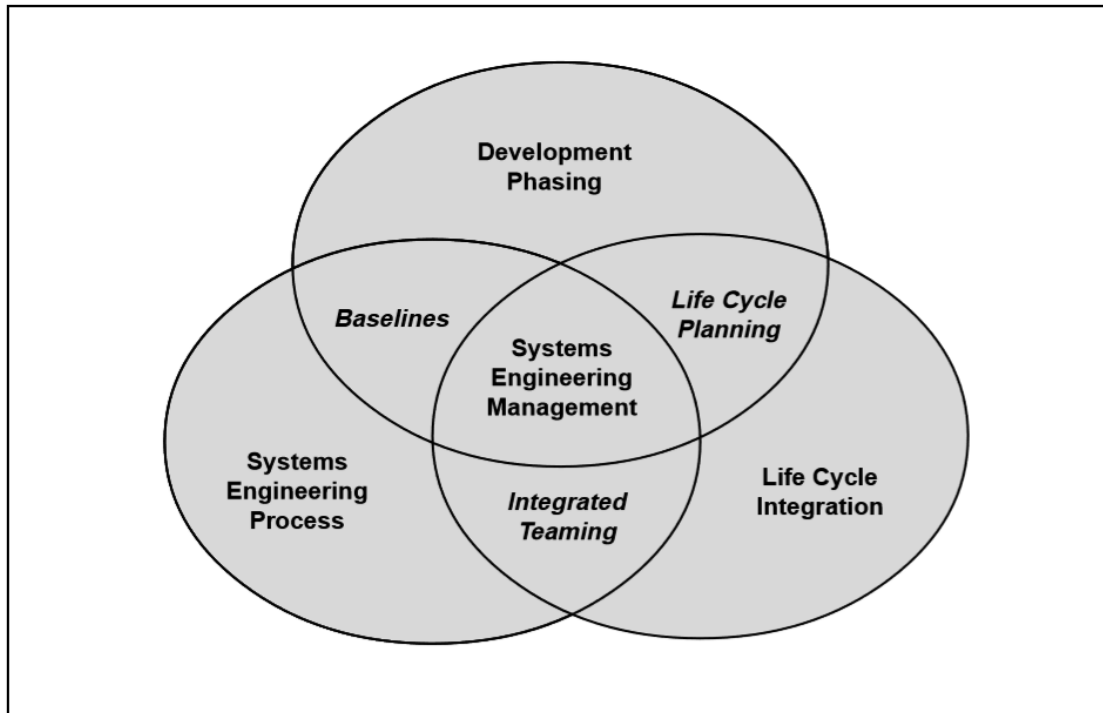 Development
Phasing
Baselines
Life Cycle
Planning
Systems
Engineering
Management
Systems
Engineering
Process
Integrated
Teaming
Life Cycle
Integration